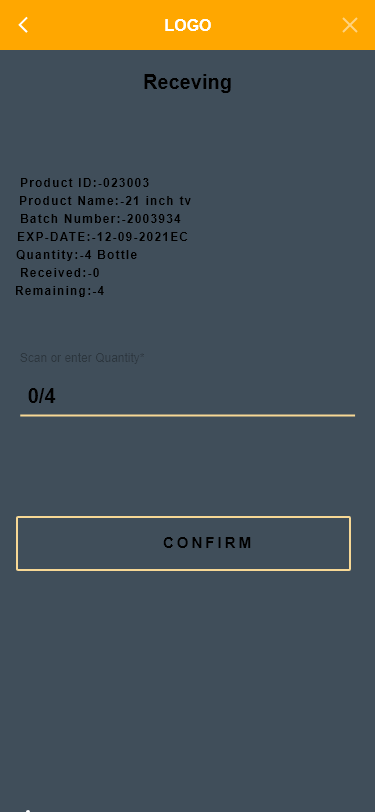 LOGO
Receving
Product ID:-023003
Product Name:-21 inch tv
Batch Number:-2003934
EXP-DATE:-12-09-2021EC
Quantity:-4 Bottle
Received:-0
Remaining:-4
Scan or enter Quantity*
0/4
CONFIRM